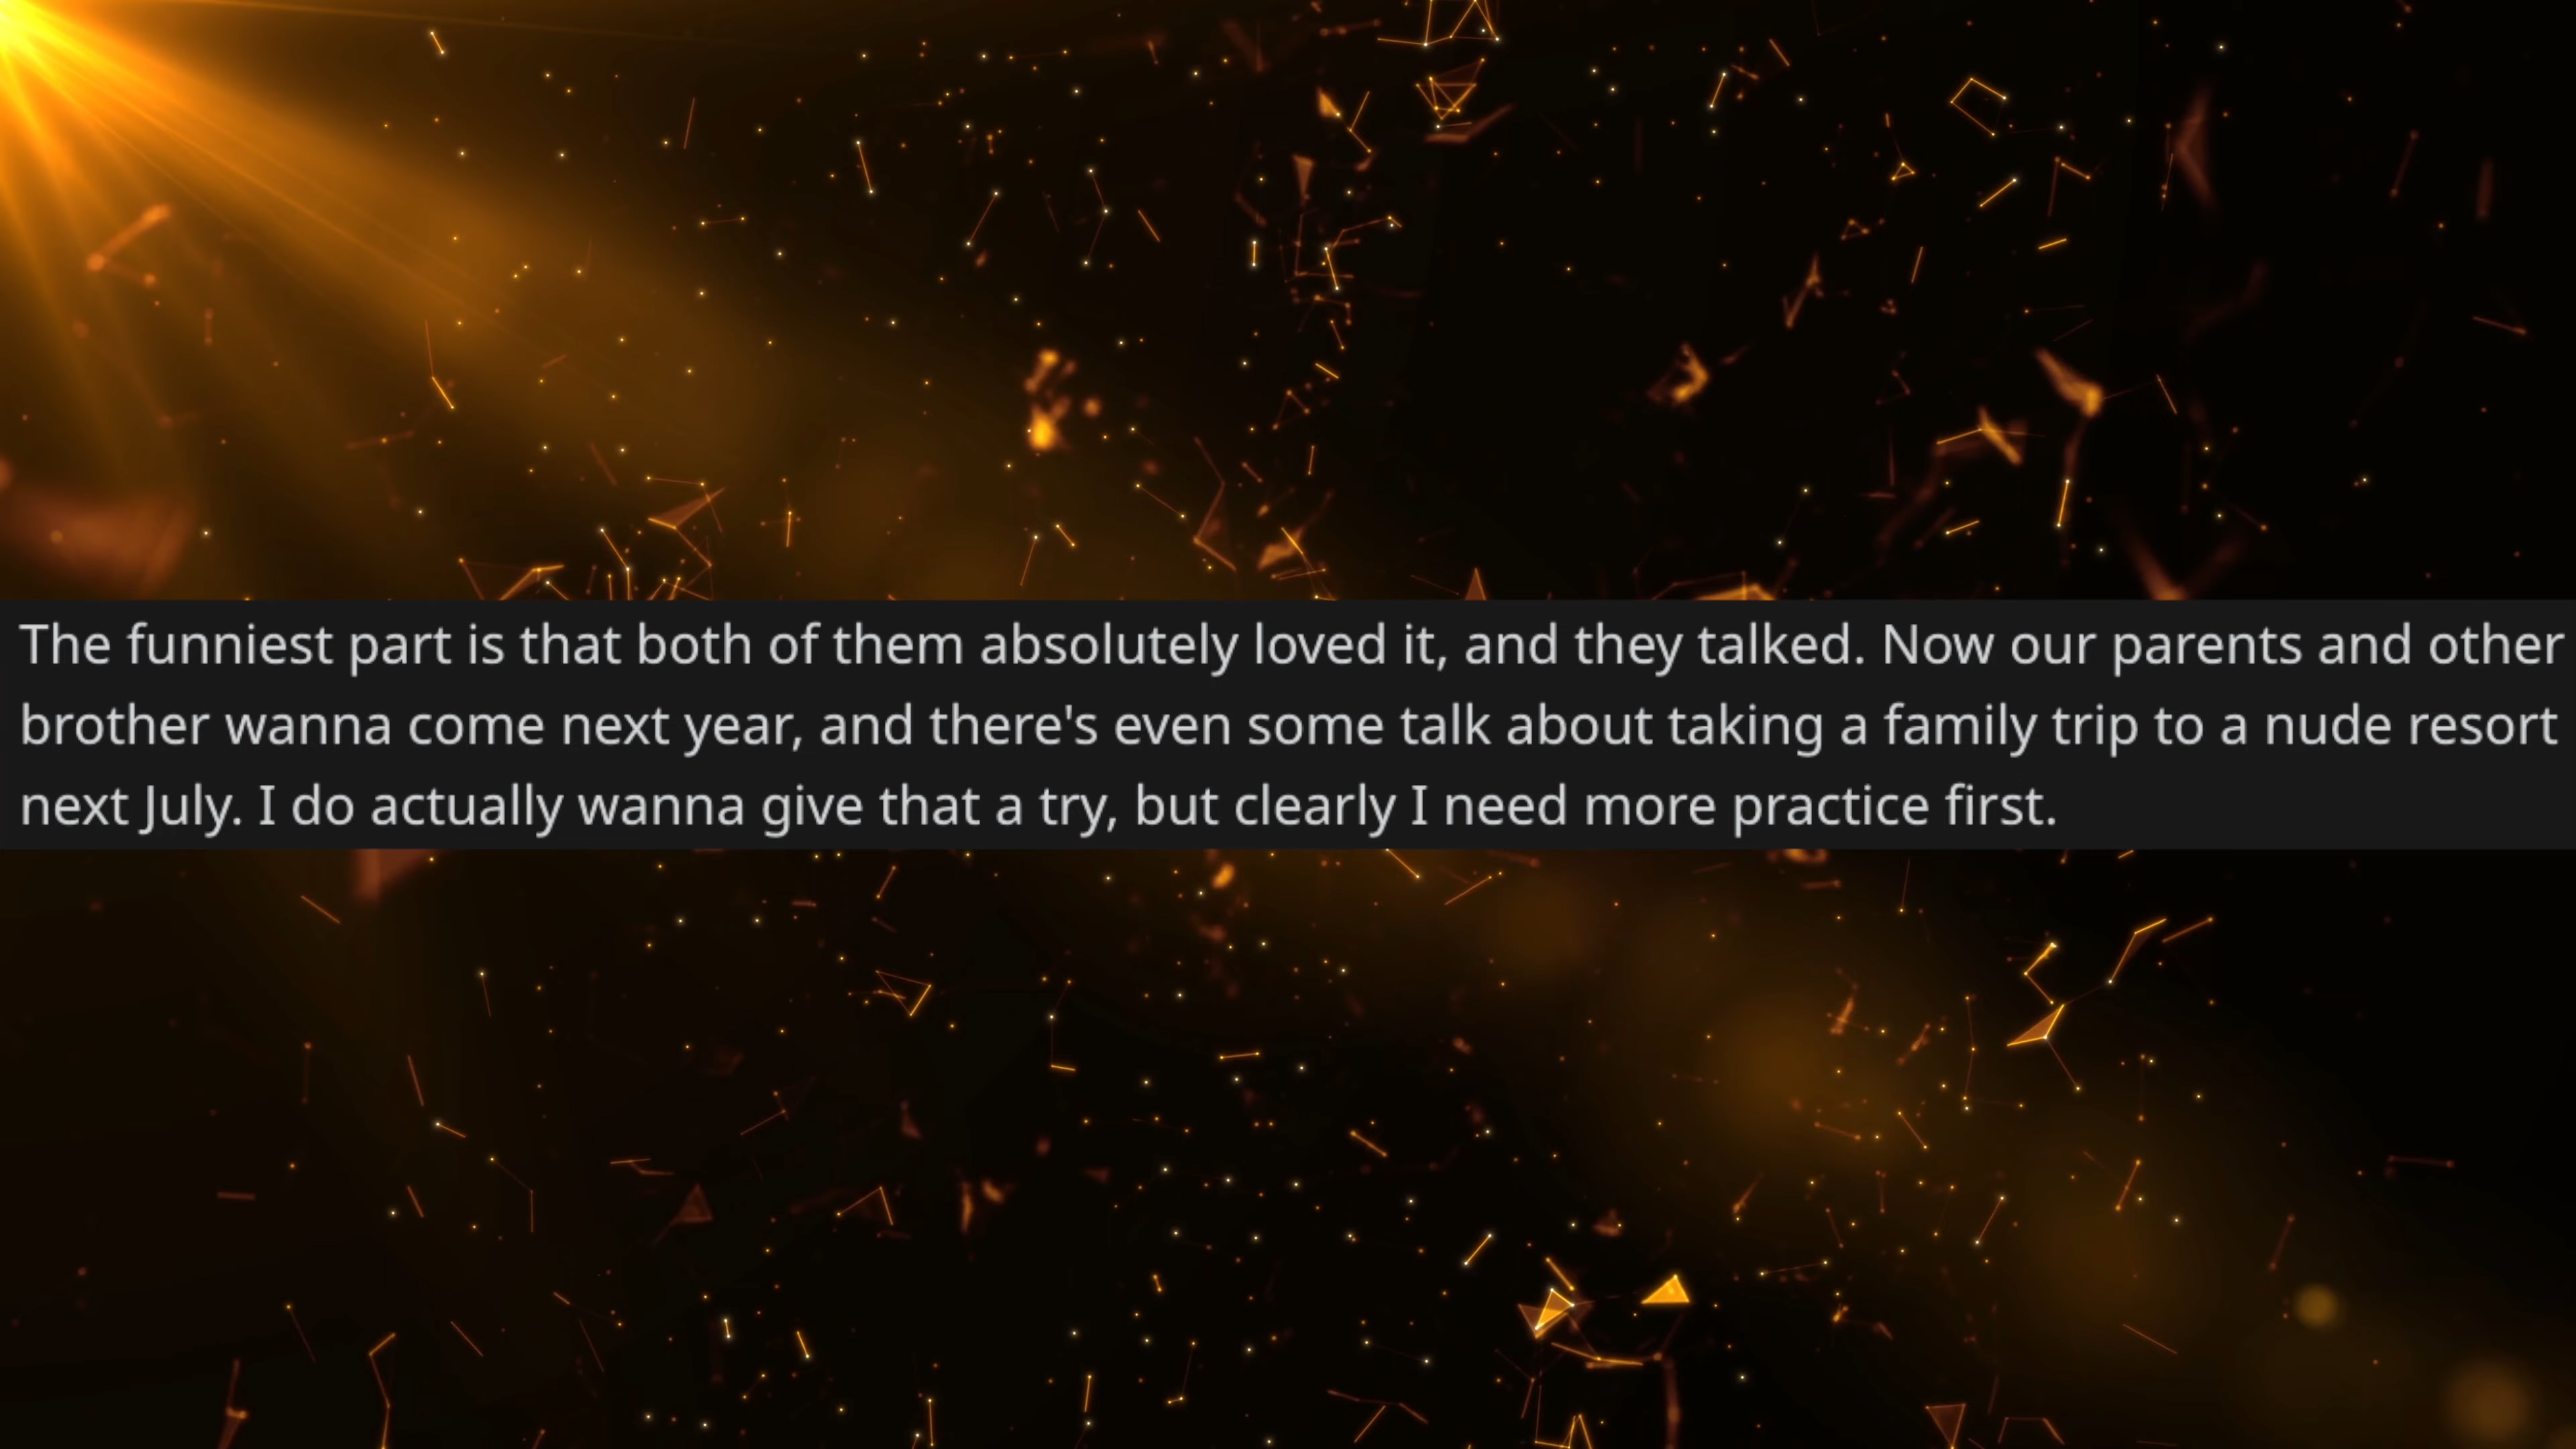 The funniest part is that both of them absolutely loved it, and they talked. Now our parents and other
brother wanna come next year, and there's even some talk about taking a family trip to a nude resort
next July. I do actually wanna give that a try, but clearly I need more practice first.